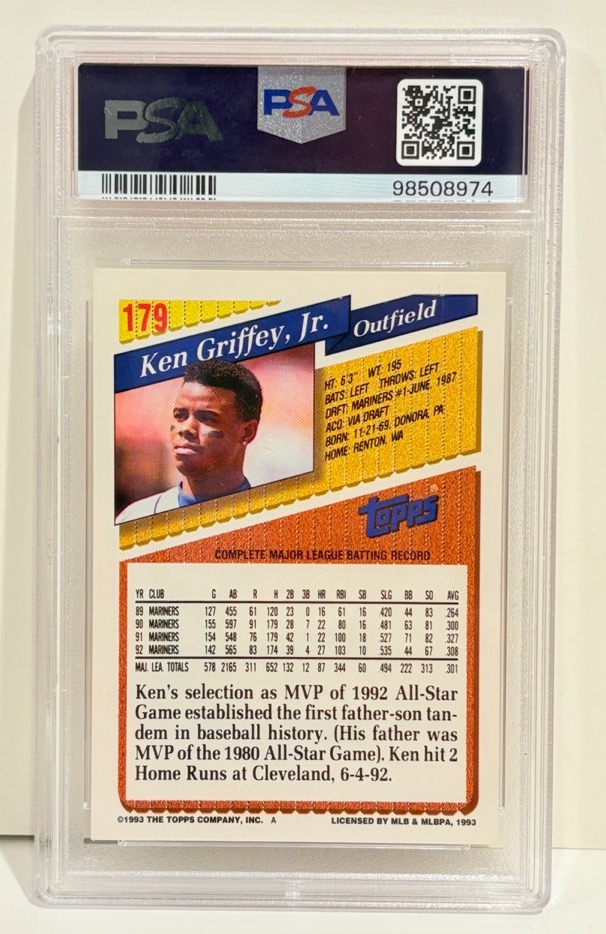 PSA
PSA
98508974
179
Ken Griffey, Jr.
Outfield
HT: 6'3" WT: 195
BATS: LEFT THROWS: LEFT
DRFT: MARINERS #1-JUNE, 1987
ACQ: VIA DRAFT
BORN: 11-21-69, DONORA, PA
HOME: RENTON, WA
TOPPS
COMPLETE MAJOR LEAGUE BATTING RECORD
YR CLUB G AB R H 2B 3B HR RBI SB SLG BB SO AVG
89 MARINERS 127 455 61 120 23 0 16 61 16 .420 44 83 .264
90 MARINERS 155 597 91 179 28 7 22 80 16 .481 63 81 .300
91 MARINERS 154 548 76 179 42 1 22 100 18 .527 71 82 .327
92 MARINERS 142 565 83 174 39 4 27 103 10 .535 44 67 .308
MAJ. LEA. TOTALS 578 2165 311 652 132 12 87 344 60 .494 222 313 .301
Ken's selection as MVP of 1992 All-Star
Game established the first father-son tan-
dem in baseball history. (His father was
MVP of the 1980 All-Star Game). Ken hit 2
Home Runs at Cleveland, 6-4-92.
©1993 THE TOPPS COMPANY, INC. A
LICENSED BY MLB & MLBPA, 1993